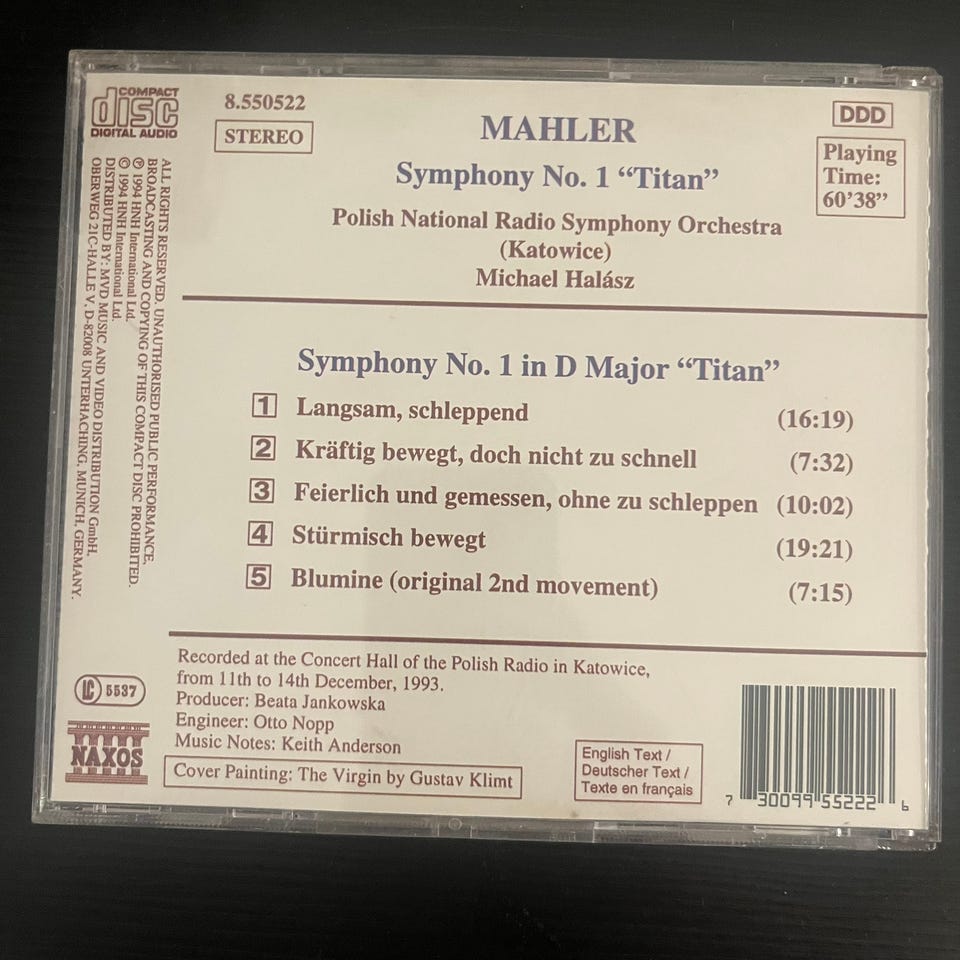 COMPACT
disc
DIGITAL AUDIO
8.550522
STEREO
MAHLER
Symphony No. 1 “Titan”
Polish National Radio Symphony Orchestra
(Katowice)
Michael Halász
DDD
Playing
Time:
60’38”
ALL RIGHTS RESERVED. UNAUTHORISED PUBLIC PERFORMANCE,
BROADCASTING AND COPYING OF THIS COMPACT DISC PROHIBITED.
℗ 1994 HNH International Ltd.
© 1994 HNH International Ltd.
DISTRIBUTED BY: MVD MUSIC AND VIDEO DISTRIBUTION GmbH,
OBERWEG 21C-HALLE V, D-82008 UNTERHACHING, MUNICH, GERMANY.
Symphony No. 1 in D Major “Titan”
1 Langsam, schleppend (16:19)
2 Kräftig bewegt, doch nicht zu schnell (7:32)
3 Feierlich und gemessen, ohne zu schleppen (10:02)
4 Stürmisch bewegt (19:21)
5 Blumine (original 2nd movement) (7:15)
Recorded at the Concert Hall of the Polish Radio in Katowice,
from 11th to 14th December, 1993.
Producer: Beata Jankowska
Engineer: Otto Nopp
Music Notes: Keith Anderson
Cover Painting: The Virgin by Gustav Klimt
LC 5537
NAXOS
English Text /
Deutscher Text /
Texte en français
7 30099 55222 6